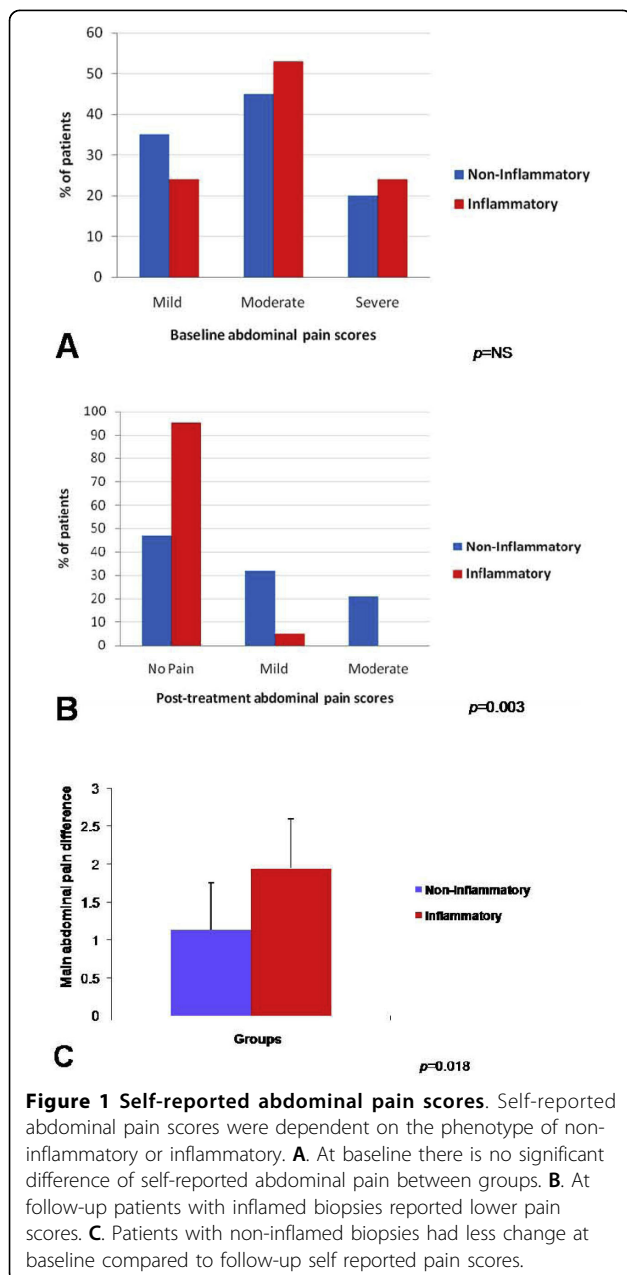 60
50
40
30
20
10
0
% of patients
Mild Moderate Severe
Baseline abdominal pain scores
Non-Inflammatory
Inflammatory
A
p=NS
100
90
80
70
60
50
40
30
20
10
0
% of patients
No Pain Mild Moderate
Post-treatment abdominal pain scores
Non-Inflammatory
Inflammatory
B
p=0.003
3
2.5
2
1.5
1
0.5
0
Main abdominal pain difference
Groups
Non-Inflammatory
Inflammatory
C
p=0.018
Figure 1 Self-reported abdominal pain scores. Self-reported
abdominal pain scores were dependent on the phenotype of non-
inflammatory or inflammatory. A. At baseline there is no significant
difference of self-reported abdominal pain between groups. B. At
follow-up patients with inflamed biopsies reported lower pain
scores. C. Patients with non-inflamed biopsies had less change at
baseline compared to follow-up self reported pain scores.